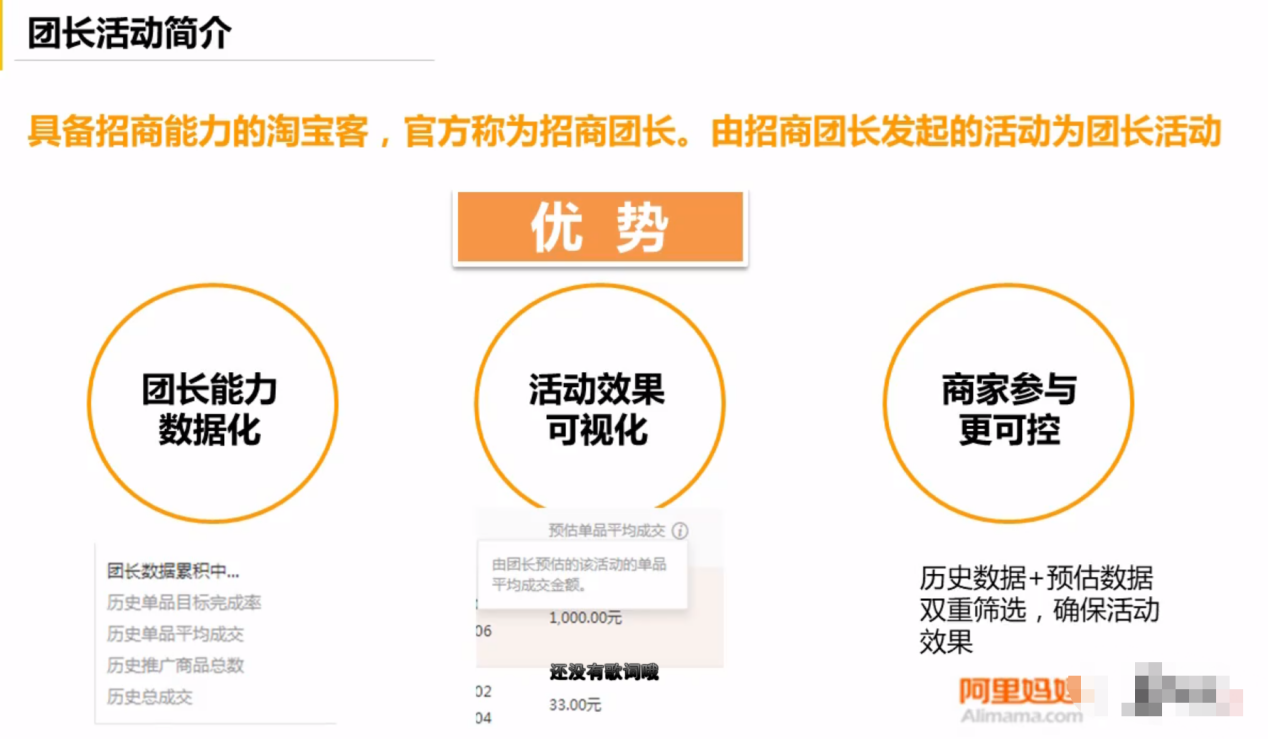 团长活动简介
具备招商能力的淘宝客，官方称为招商团长。由招商团长发起的活动为团长活动
优 势
团长能力
数据化
活动效果
可视化
商家参与
更可控
团长数据累积中...
历史单品目标完成率
历史单品平均成交
历史推广商品总数
历史总成交
预估单品平均成交
由团长预估的该活动的单品
平均成交金额。
1,000.00元
06
还没有歌词哦
02
33.00元
04
历史数据+预估数据
双重筛选，确保活动
效果
阿里妈妈
Alimama.com